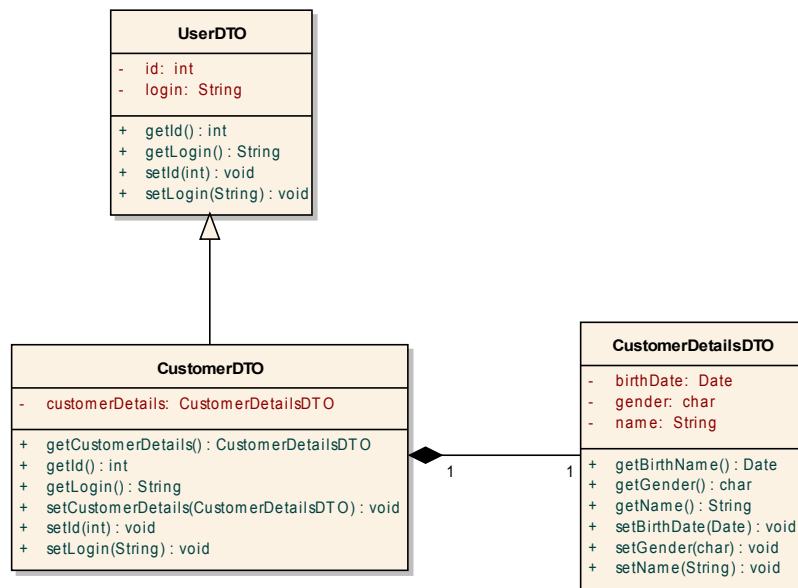 UserDTO
- id: int
- login: String
+ getId() : int
+ getLogin() : String
+ setId(int) : void
+ setLogin(String) : void
CustomerDTO
- customerDetails: CustomerDetailsDTO
+ getCustomerDetails() : CustomerDetailsDTO
+ getId() : int
+ getLogin() : String
+ setCustomerDetails(CustomerDetailsDTO) : void
+ setId(int) : void
+ setLogin(String) : void
1
1
CustomerDetailsDTO
- birthDate: Date
- gender: char
- name: String
+ getBirthName() : Date
+ getGender() : char
+ getName() : String
+ setBirthDate(Date) : void
+ setGender(char) : void
+ setName(String) : void